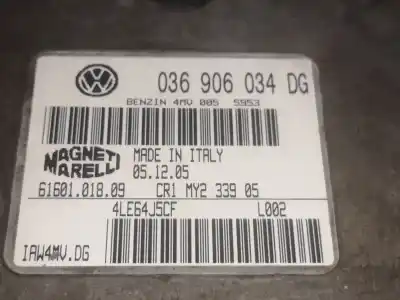 036 906 034 DG
BENZIN 4MV 005 5953
MAGNETI MARELLI
MADE IN ITALY
05.12.05
61601.018.09 CR1 MY2 339 05
4LE64J5CF L002
IAW4MV.DG